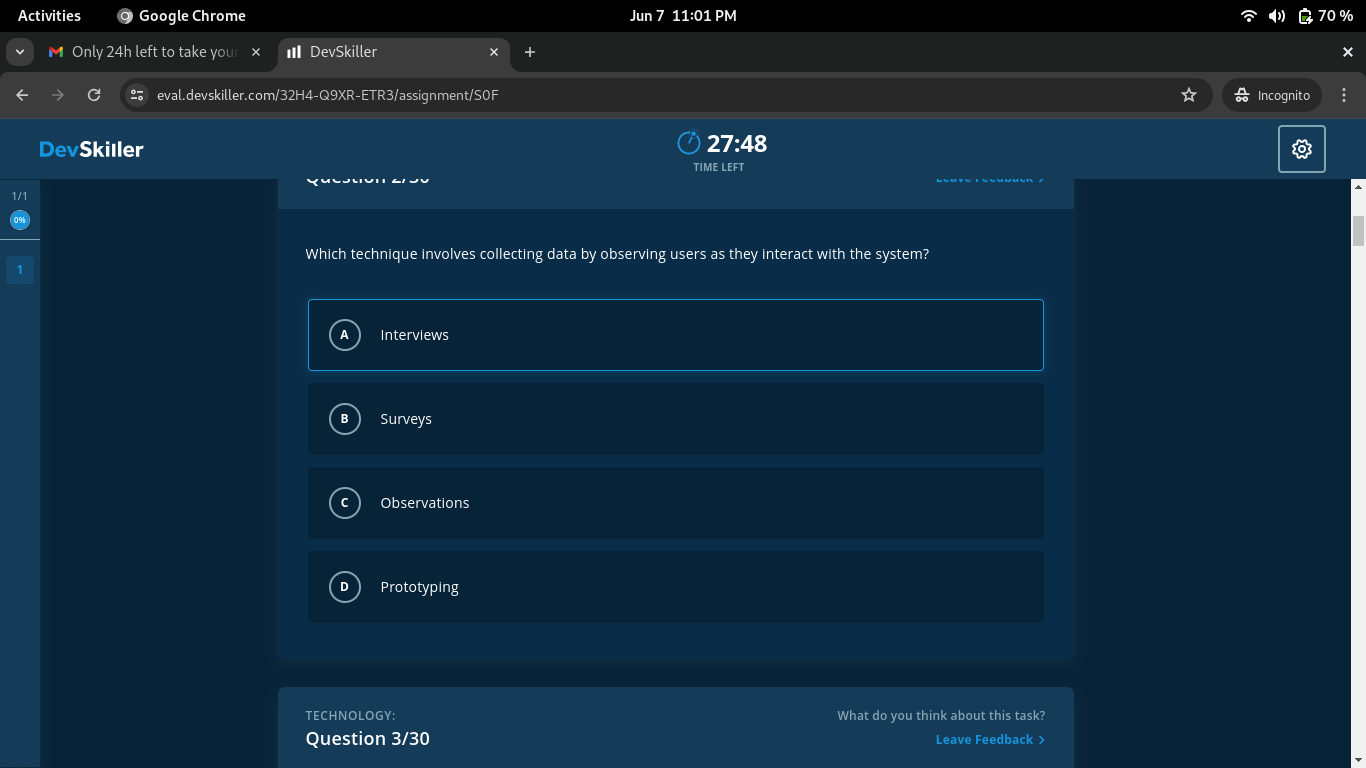 Activities
Google Chrome
Jun 7 11:01 PM
70 %
Only 24h left to take your
DevSkiller
eval.devskiller.com/32H4-Q9XR-ETR3/assignment/S0F
Incognito
DevSkiller
27:48
TIME LEFT
1/1
0%
1
Question 2/30
Leave Feedback
Which technique involves collecting data by observing users as they interact with the system?
A Interviews
B Surveys
C Observations
D Prototyping
TECHNOLOGY:
What do you think about this task?
Question 3/30
Leave Feedback